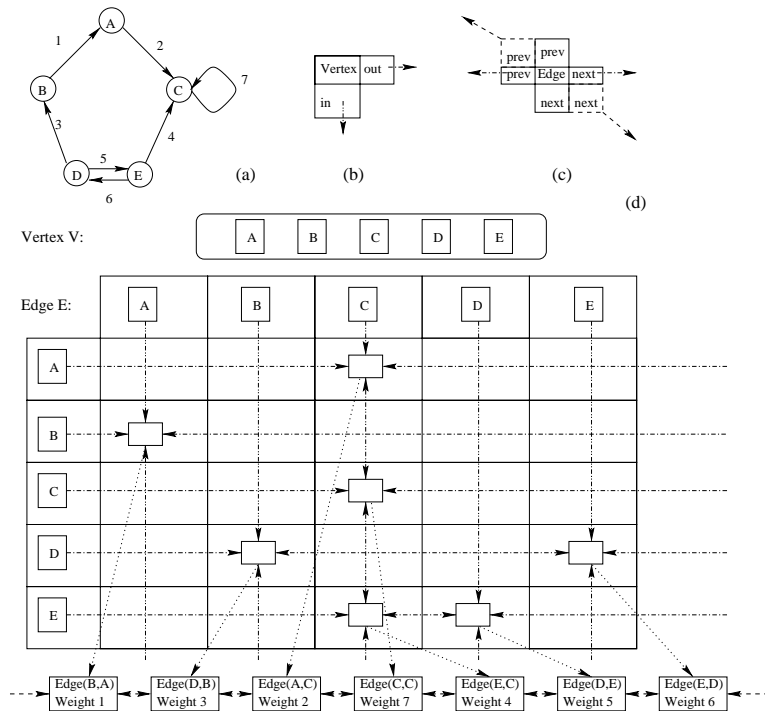 A
1
2
B
C
7
3
4
5
D
E
6
(a)
Vertex out
in
(b)
prev prev
prev Edge next
next next
(c)
(d)
Vertex V:
A B C D E
Edge E:
A B C D E
A
B
C
D
E
Edge(B,A) Edge(D,B) Edge(A,C) Edge(C,C) Edge(E,C) Edge(D,E) Edge(E,D)
Weight 1 Weight 3 Weight 2 Weight 7 Weight 4 Weight 5 Weight 6